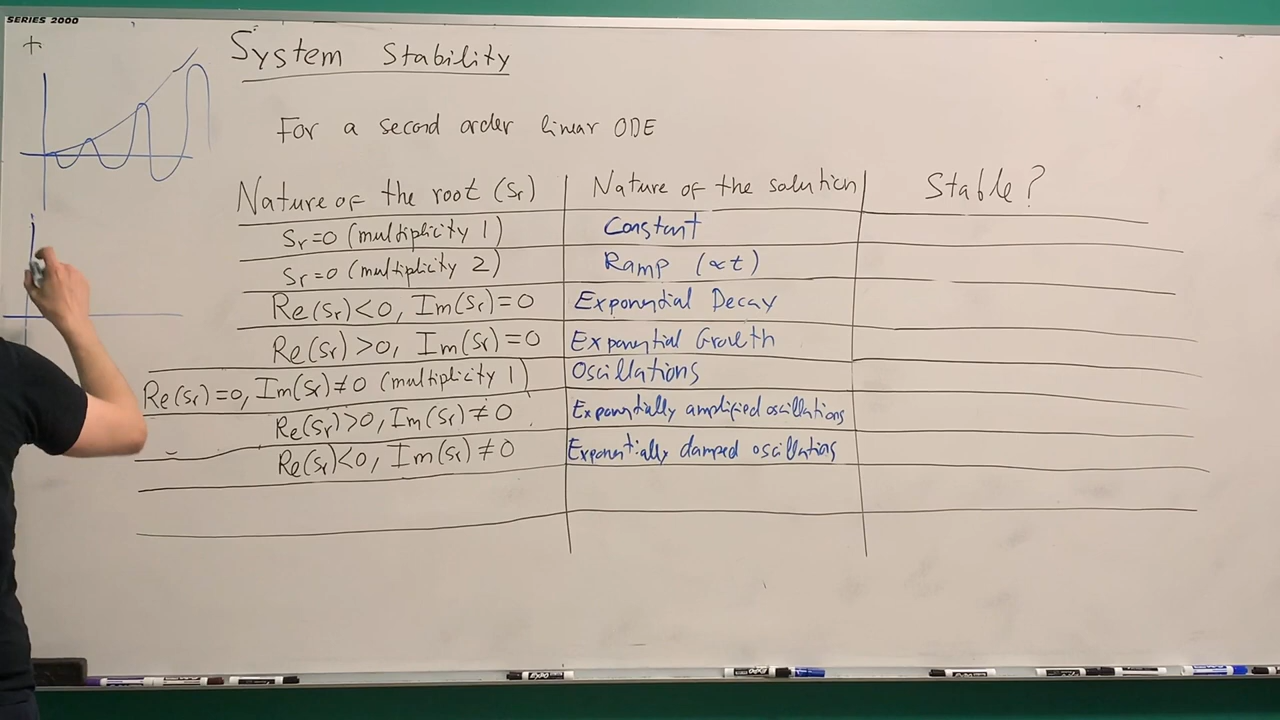 SERIES 2000
+
System Stability
For a second order linear ODE
Nature of the root (Sr) Nature of the solution Stable?
Sr=0 (multiplicity 1) Constant
Sr=0 (multiplicity 2) Ramp (∝t)
Re(Sr)<0, Im(Sr)=0 Exponential Decay
Re(Sr)>0, Im(Sr)=0 Exponential Growth
Re(Sr)=0, Im(Sr)≠0 (multiplicity 1) Oscillations
Re(Sr)>0, Im(Sr)≠0 Exponentially amplified oscillations
Re(Sr)<0, Im(Sr)≠0 Exponentially damped oscillations